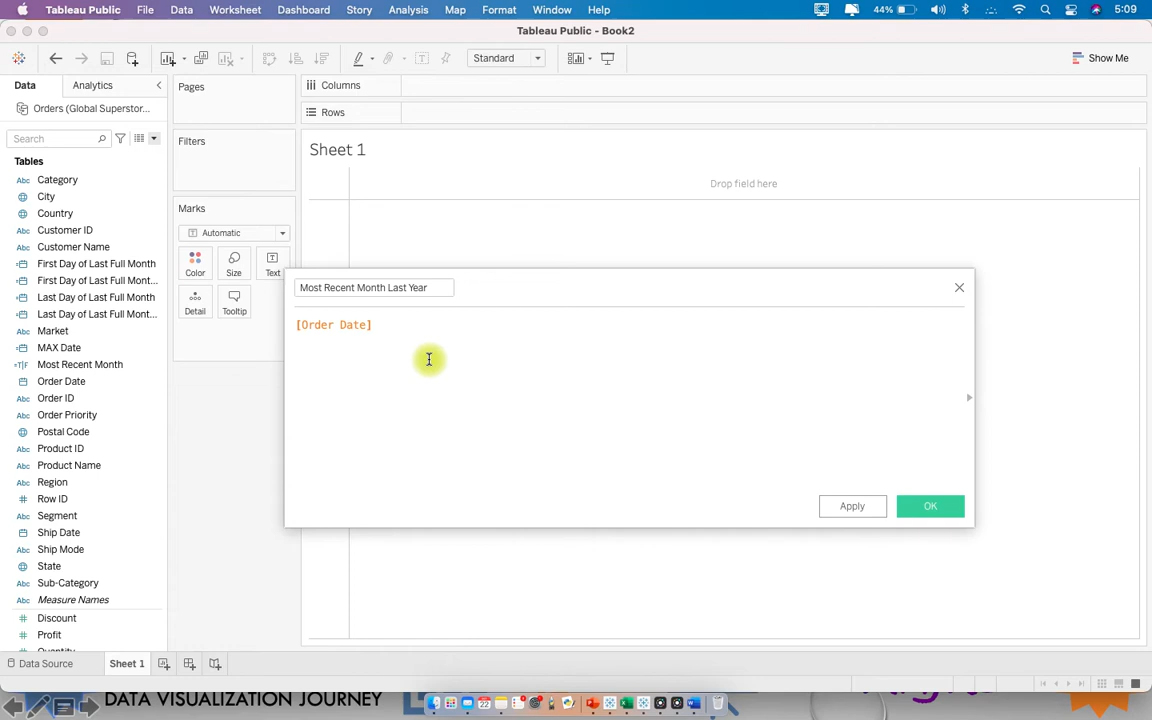 Tableau Public File Data Worksheet Dashboard Story Analysis Map Format Window Help 44% 5:09
Tableau Public - Book2
Standard Show Me
Data Analytics Pages Columns
Orders (Global Superstor... Rows
Search Filters Sheet 1
Tables
Category Drop field here
City
Country Marks
Customer ID Automatic
Customer Name
First Day of Last Full Month Color Size Text
First Day of Last Full Mont...
Last Day of Last Full Month Most Recent Month Last Year
Last Day of Last Full Mont... Detail Tooltip
Market [Order Date]
MAX Date
Most Recent Month
Order Date
Order ID
Order Priority
Postal Code
Product ID
Product Name
Region
Row ID
Segment Apply OK
Ship Date
Ship Mode
State
Sub-Category
Measure Names
Discount
Profit
Data Source Sheet 1
DATA VISUALIZATION JOURNEY